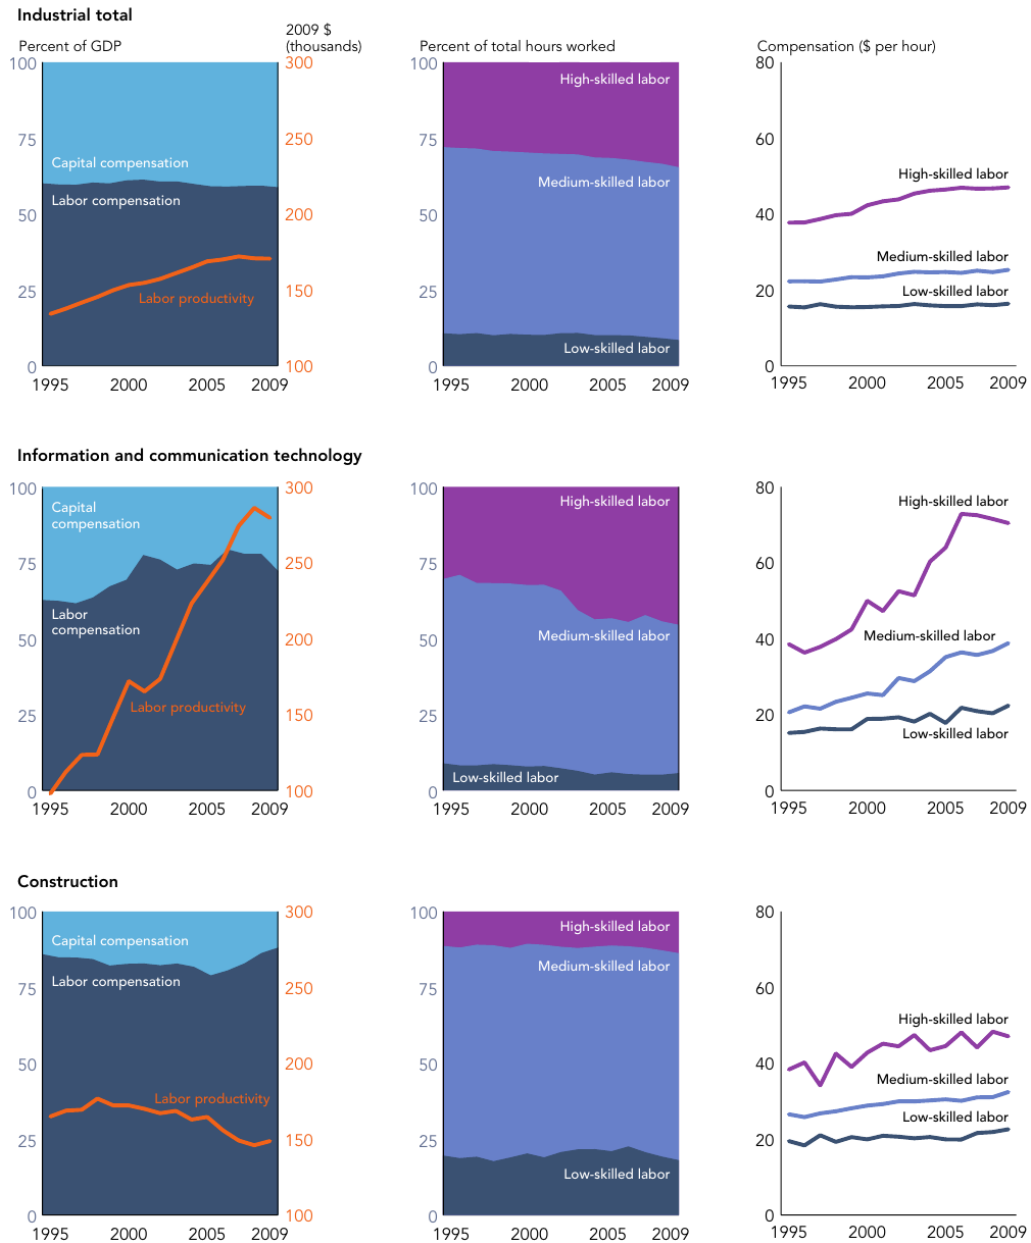 Industrial total
Percent of GDP
2009 $
(thousands)
Percent of total hours worked
Compensation ($ per hour)
100
75
50
25
0
300
250
200
150
100
Capital compensation
Labor compensation
Labor productivity
1995 2000 2005 2009
100
75
50
25
0
High-skilled labor
Medium-skilled labor
Low-skilled labor
1995 2000 2005 2009
80
60
40
20
0
High-skilled labor
Medium-skilled labor
Low-skilled labor
1995 2000 2005 2009
Information and communication technology
100
75
50
25
0
300
250
200
150
100
Capital
compensation
Labor
compensation
Labor productivity
1995 2000 2005 2009
100
75
50
25
0
High-skilled labor
Medium-skilled labor
Low-skilled labor
1995 2000 2005 2009
80
60
40
20
0
High-skilled labor
Medium-skilled labor
Low-skilled labor
1995 2000 2005 2009
Construction
100
75
50
25
0
300
250
200
150
100
Capital compensation
Labor compensation
Labor productivity
1995 2000 2005 2009
100
75
50
25
0
High-skilled labor
Medium-skilled labor
Low-skilled labor
1995 2000 2005 2009
80
60
40
20
0
High-skilled labor
Medium-skilled labor
Low-skilled labor
1995 2000 2005 2009